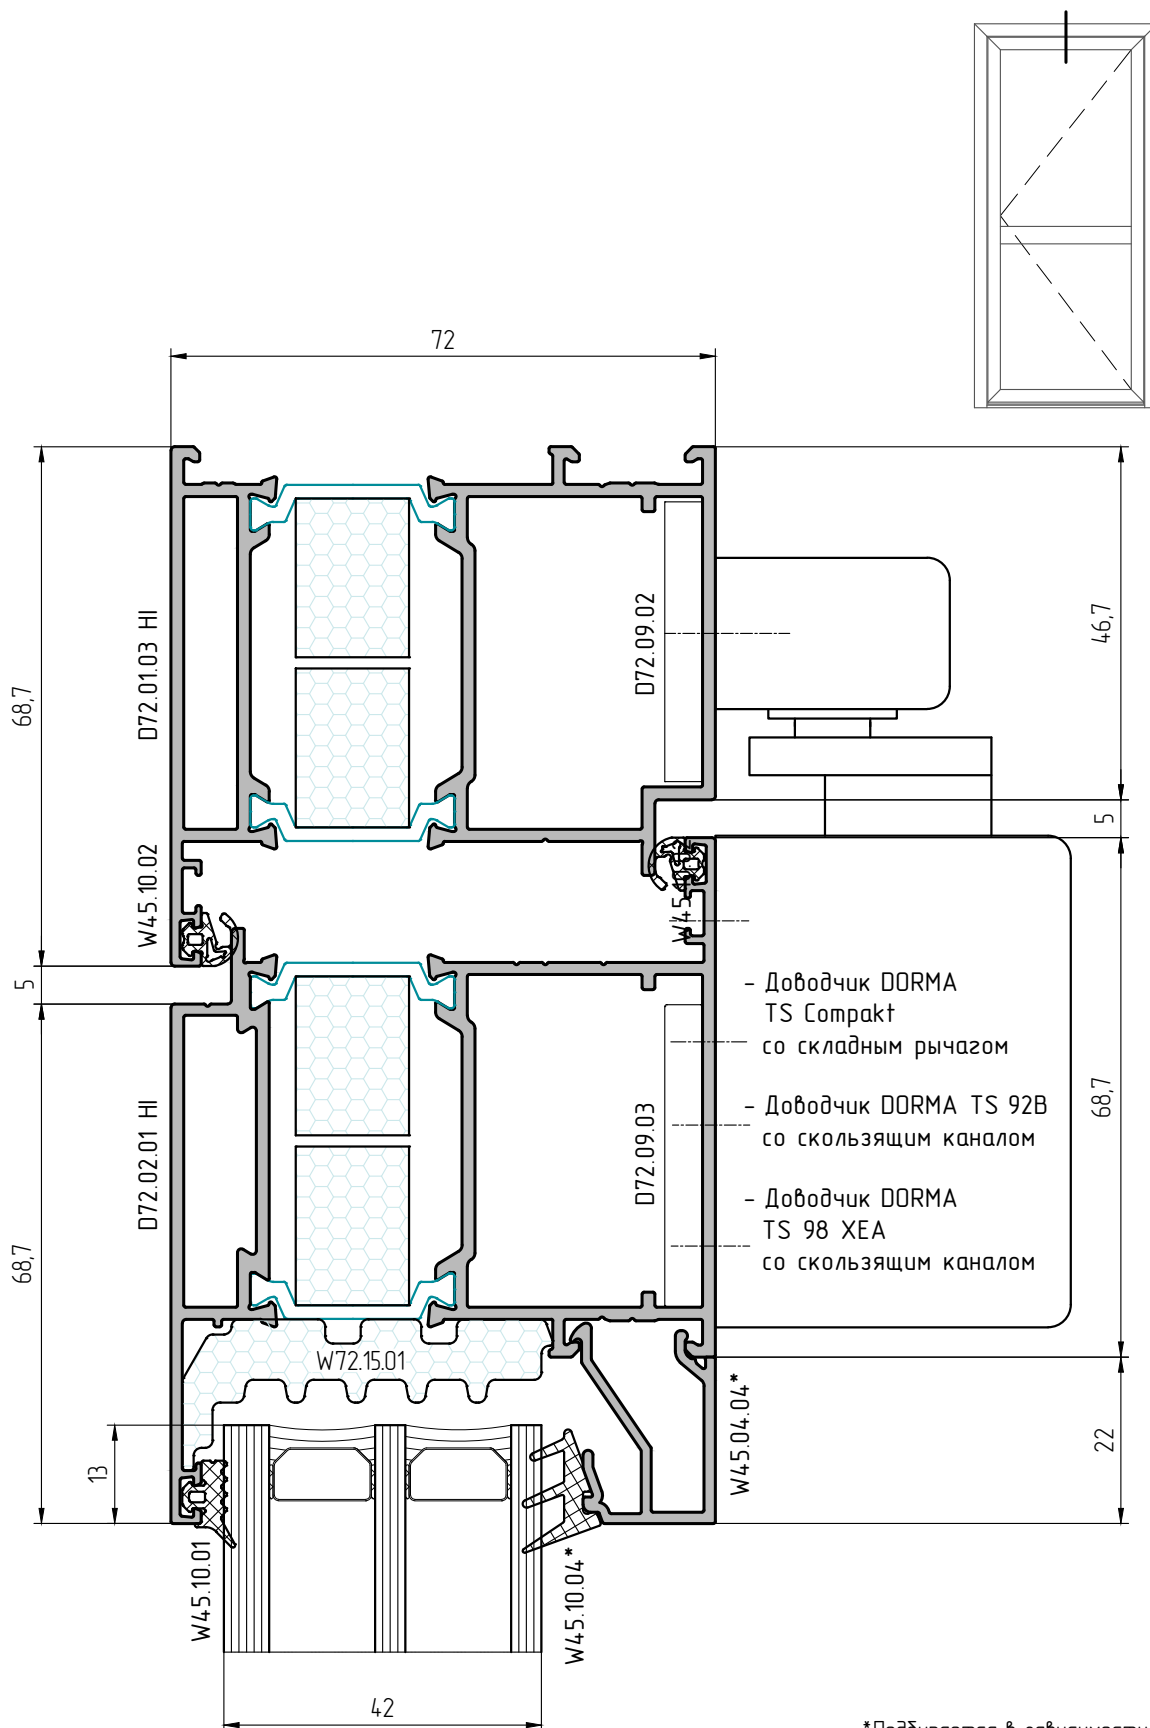 72
68,7
D72.01.03 HI
D72.09.02
46,7
5
W45.10.02
W45
5
- Доводчик DORMA
TS Compakt
со складным рычагом
- Доводчик DORMA TS 92B
со скользящим каналом
- Доводчик DORMA
TS 98 XEA
со скользящим каналом
68,7
D72.02.01 HI
D72.09.03
68,7
W72.15.01
W45.04.04*
22
13
W45.10.01
W45.10.04*
42